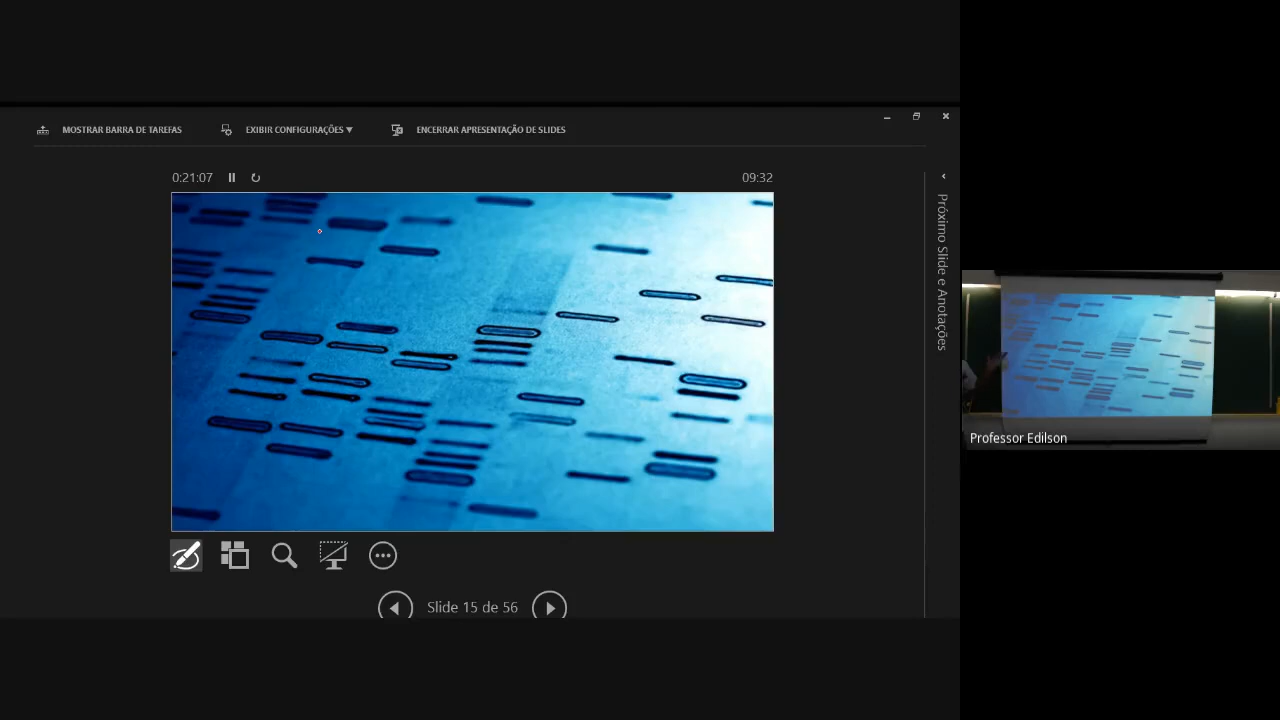 MOSTRAR BARRA DE TAREFAS EXIBIR CONFIGURAÇÕES ▼ ENCERRAR APRESENTAÇÃO DE SLIDES
0:21:07 09:32
Próximo Slide e Anotações
Slide 15 de 56
Professor Edilson